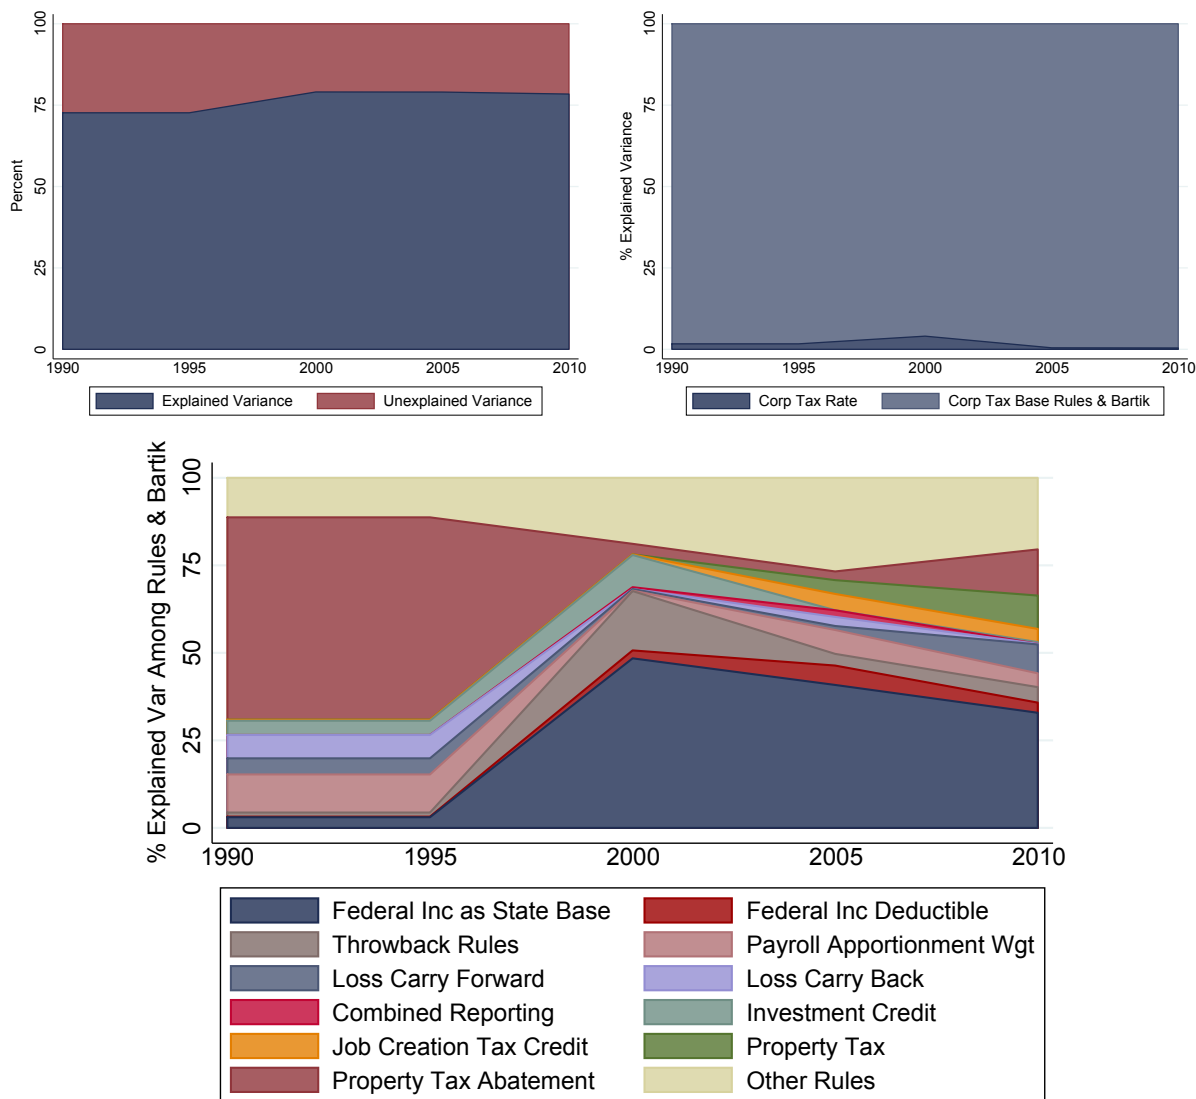 Percent
100
75
50
25
0
1990 1995 2000 2005 2010
Explained Variance Unexplained Variance
% Explained Variance
100
75
50
25
0
1990 1995 2000 2005 2010
Corp Tax Rate Corp Tax Base Rules & Bartik
% Explained Var Among Rules & Bartik
100
75
50
25
0
1990 1995 2000 2005 2010
Federal Inc as State Base Federal Inc Deductible
Throwback Rules Payroll Apportionment Wgt
Loss Carry Forward Loss Carry Back
Combined Reporting Investment Credit
Job Creation Tax Credit Property Tax
Property Tax Abatement Other Rules